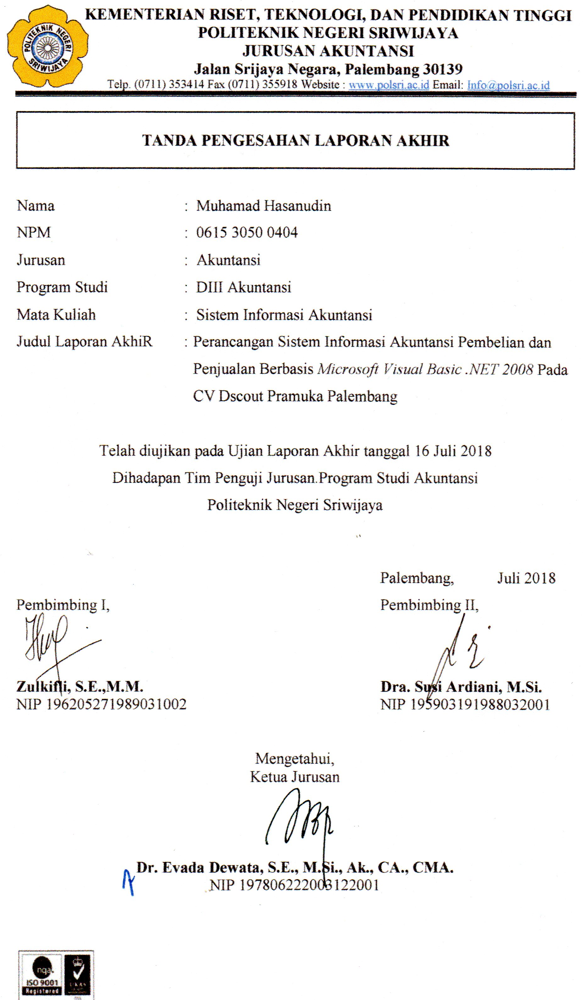 KEMENTERIAN RISET, TEKNOLOGI, DAN PENDIDIKAN TINGGI
POLITEKNIK NEGERI SRIWIJAYA
JURUSAN AKUNTANSI
Jalan Srijaya Negara, Palembang 30139
Telp. (0711) 353414 Fax (0711) 355918 Website : www.polsri.ac.id Email: Info@polsri.ac.id
POLITEKNIK NEGERI
SRIWIJAYA
TANDA PENGESAHAN LAPORAN AKHIR
Nama : Muhamad Hasanudin
NPM : 0615 3050 0404
Jurusan : Akuntansi
Program Studi : DIII Akuntansi
Mata Kuliah : Sistem Informasi Akuntansi
Judul Laporan AkhiR : Perancangan Sistem Informasi Akuntansi Pembelian dan
Penjualan Berbasis Microsoft Visual Basic .NET 2008 Pada
CV Dscout Pramuka Palembang
Telah diujikan pada Ujian Laporan Akhir tanggal 16 Juli 2018
Dihadapan Tim Penguji Jurusan.Program Studi Akuntansi
Politeknik Negeri Sriwijaya
Palembang, Juli 2018
Pembimbing I, Pembimbing II,
Zulkifli, S.E.,M.M. Dra. Susi Ardiani, M.Si.
NIP 196205271989031002 NIP 195903191988032001
Mengetahui,
Ketua Jurusan
Dr. Evada Dewata, S.E., M.Si., Ak., CA., CMA.
NIP 197806222003122001
nqa.
ISO 9001
Registered
UKAS